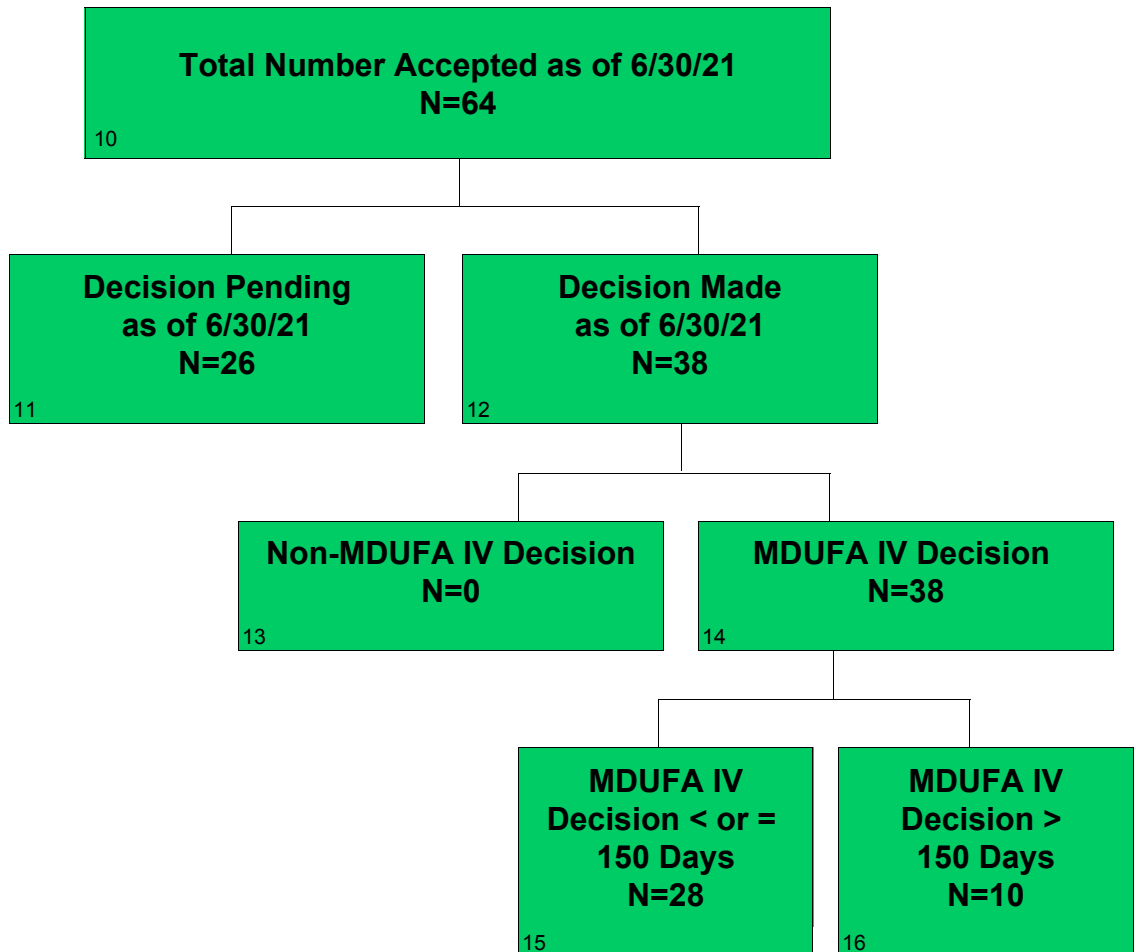 Total Number Accepted as of 6/30/21
N=64
10
Decision Pending
as of 6/30/21
N=26
11
Decision Made
as of 6/30/21
N=38
12
Non-MDUFA IV Decision
N=0
13
MDUFA IV Decision
N=38
14
MDUFA IV
Decision < or =
150 Days
N=28
15
MDUFA IV
Decision >
150 Days
N=10
16